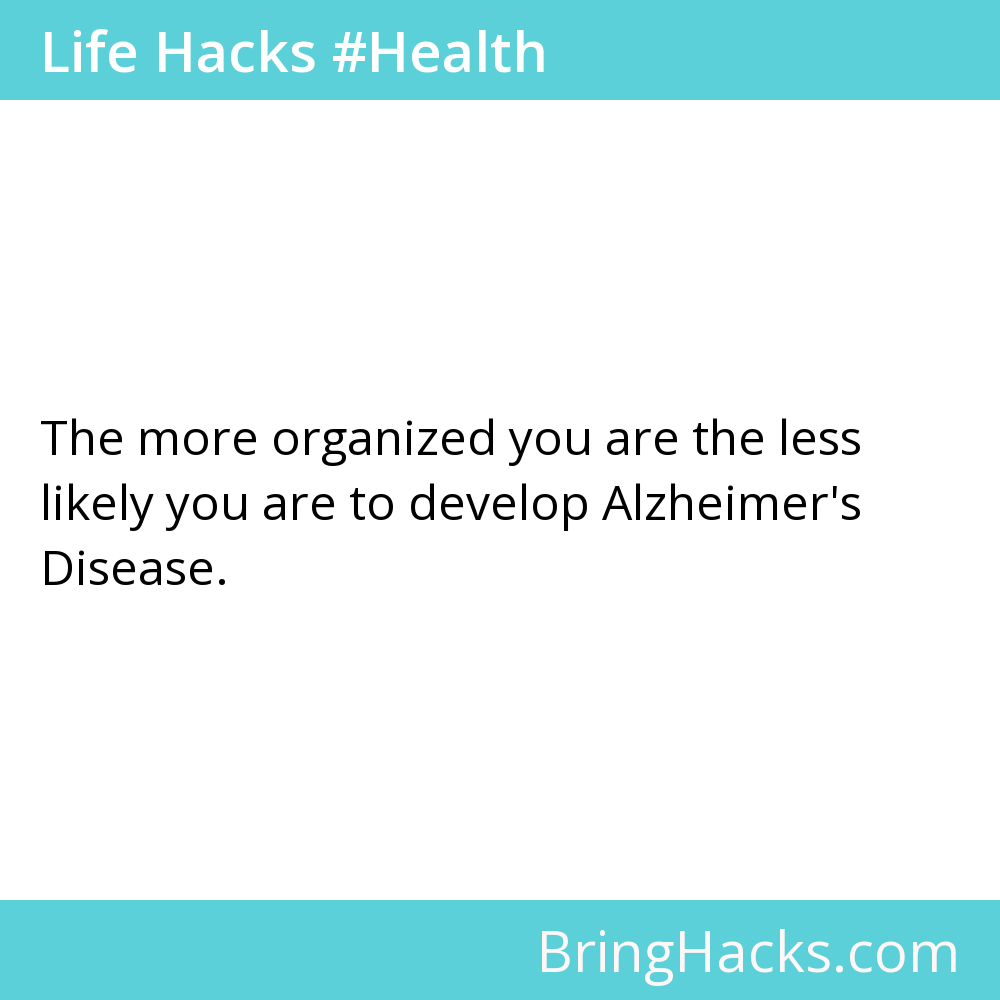 Life Hacks #Health
The more organized you are the less
likely you are to develop Alzheimer's
Disease.
BringHacks.com